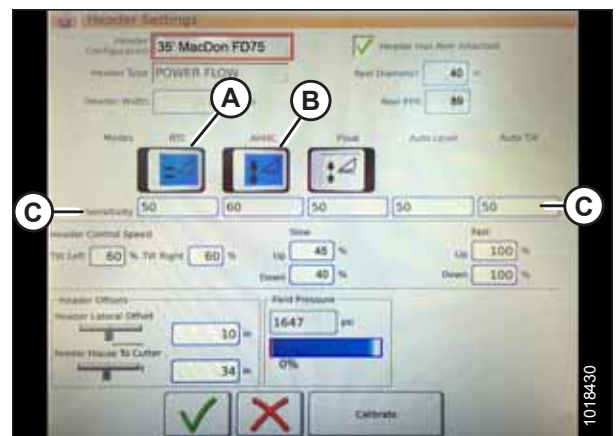 Header Settings
Header Configuration 35' MacDon FD75 Header Has Reel Attached
Header Type POWER FLOW Reel Diameter 40 in
Header Width Reel PPR 89
A B
Modes RTC AHHC Float Auto Level Auto Tilt
C Sensitivity 50 60 50 50 50 C
Header Control Speed Slow Fast
Tilt Left 60 % Tilt Right 60 % Up 45 % Up 100 %
Down 40 % Down 100 %
Header Offsets Field Pressure
Header Lateral Offset 1647 psi
10 in
Feeder House To Cutter 0%
34 in
Calibrate
1018430